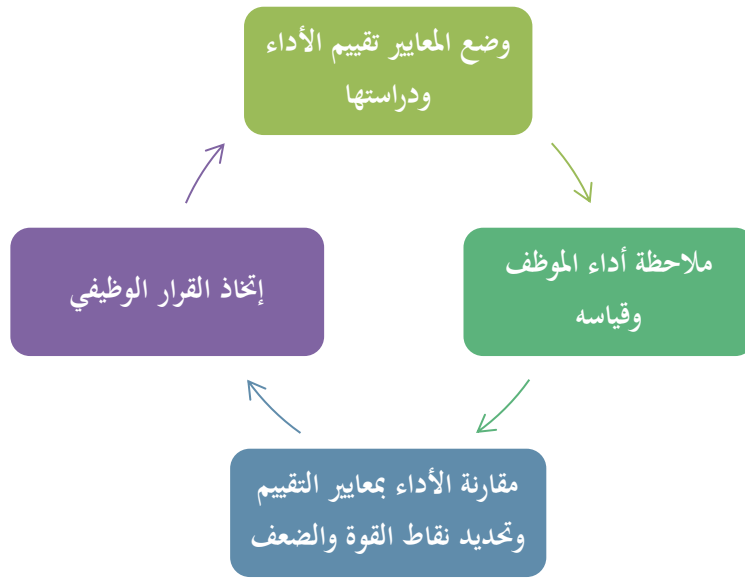 وضع المعايير تقييم الأداء
ودراستها
ملاحظة أداء الموظف
وقياسه
مقارنة الأداء بمعايير التقييم
وتحديد نقاط القوة والضعف
إتخاذ القرار الوظيفي